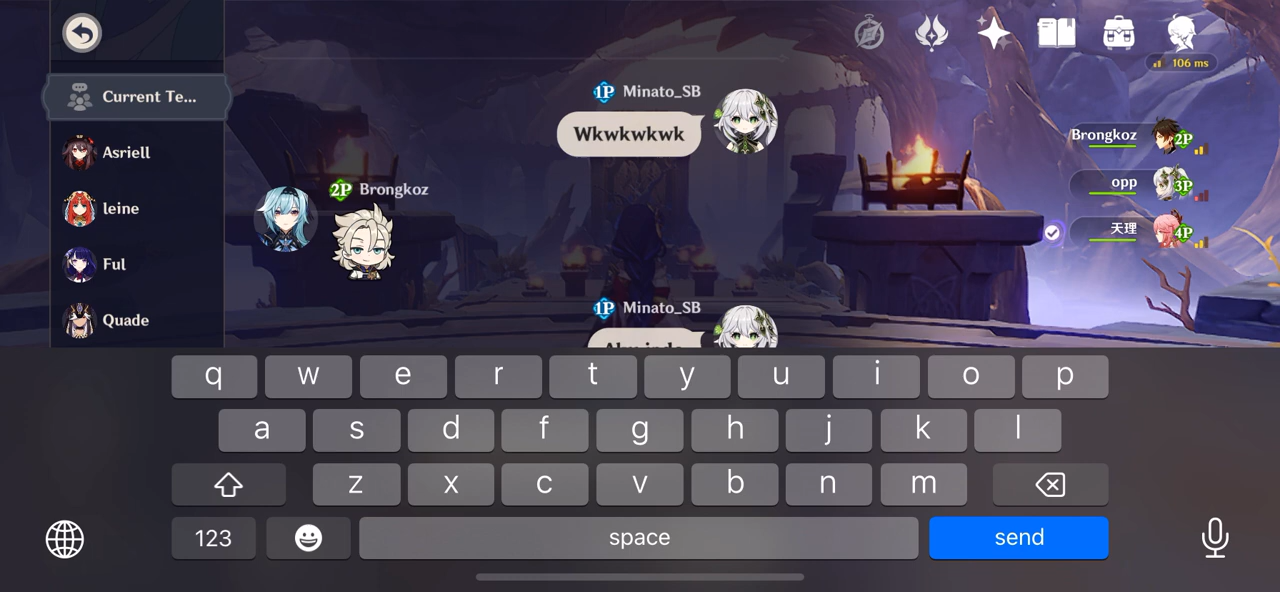 Current Te...
Asriell
leine
Ful
Quade
1P Minato_SB
Wkwkwkwk
2P Brongkoz
1P Minato_SB
106 ms
Brongkoz 2P
opp 3P
天理 4P
q w e r t y u i o p
a s d f g h j k l
z x c v b n m
123 space send